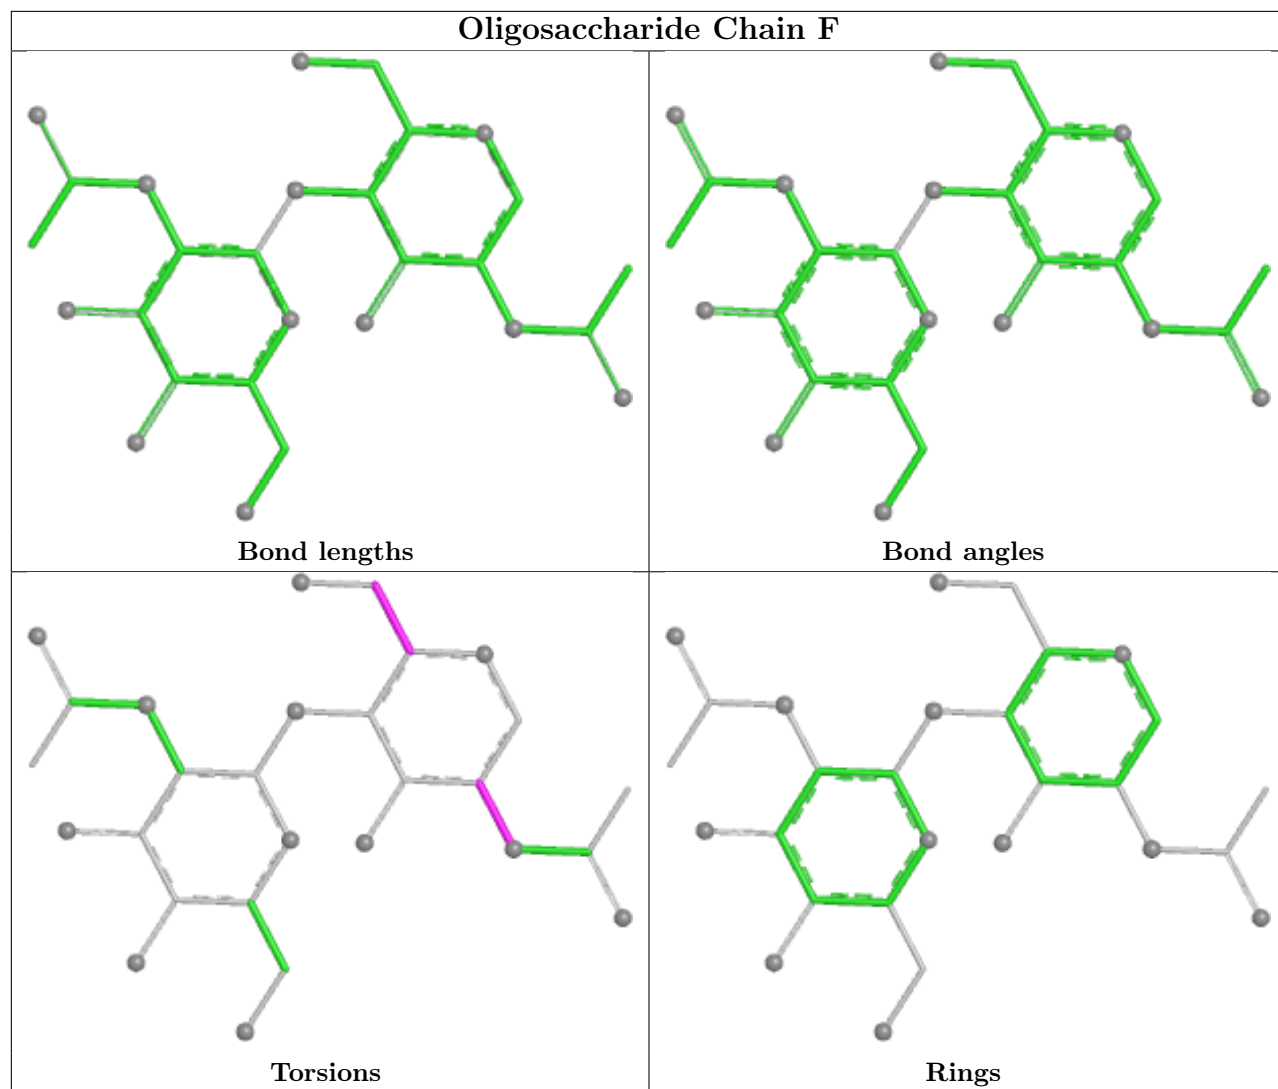 Oligosaccharide Chain F
Bond lengths
Bond angles
Torsions
Rings